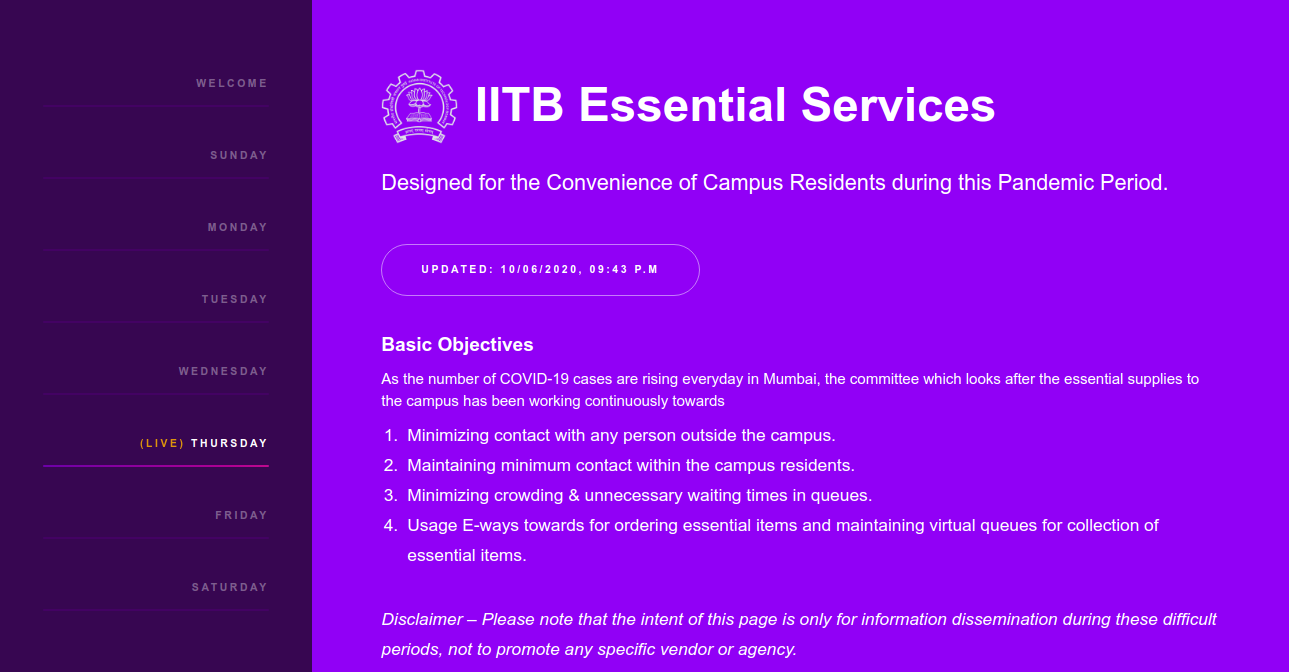 WELCOME
SUNDAY
MONDAY
TUESDAY
WEDNESDAY
(LIVE) THURSDAY
FRIDAY
SATURDAY
IITB Essential Services
Designed for the Convenience of Campus Residents during this Pandemic Period.
UPDATED: 10/06/2020, 09:43 P.M
Basic Objectives
As the number of COVID-19 cases are rising everyday in Mumbai, the committee which looks after the essential supplies to
the campus has been working continuously towards
1. Minimizing contact with any person outside the campus.
2. Maintaining minimum contact within the campus residents.
3. Minimizing crowding & unnecessary waiting times in queues.
4. Usage E-ways towards for ordering essential items and maintaining virtual queues for collection of
essential items.
Disclaimer – Please note that the intent of this page is only for information dissemination during these difficult
periods, not to promote any specific vendor or agency.